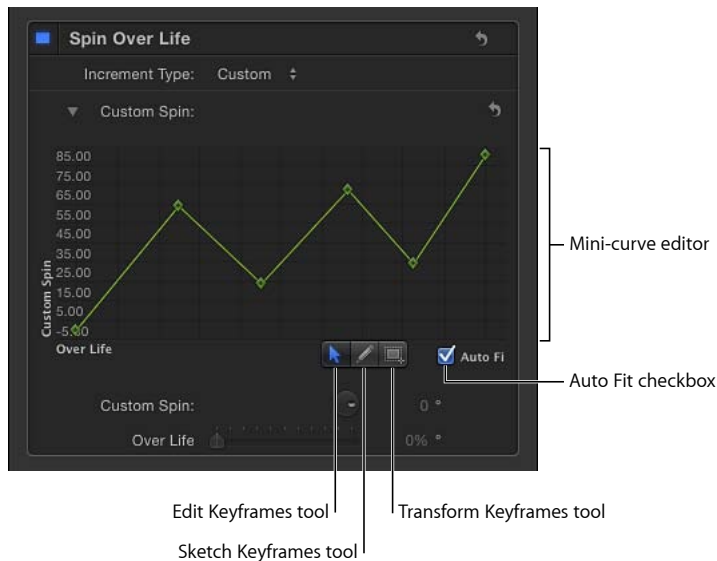 Spin Over Life
Increment Type: Custom
Custom Spin:
85.00
75.00
65.00
55.00
45.00
35.00
25.00
15.00
5.00
-5.00
Custom Spin
Over Life
Auto Fi
Custom Spin: 0 °
Over Life 0% °
Mini-curve editor
Auto Fit checkbox
Edit Keyframes tool
Transform Keyframes tool
Sketch Keyframes tool